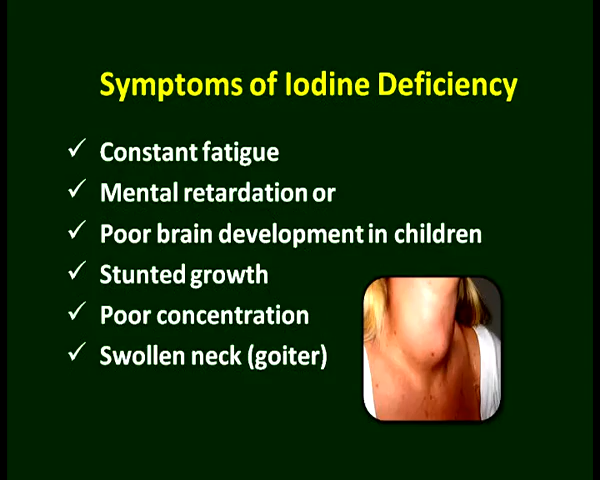 Symptoms of Iodine Deficiency
✓ Constant fatigue
✓ Mental retardation or
✓ Poor brain development in children
✓ Stunted growth
✓ Poor concentration
✓ Swollen neck (goiter)